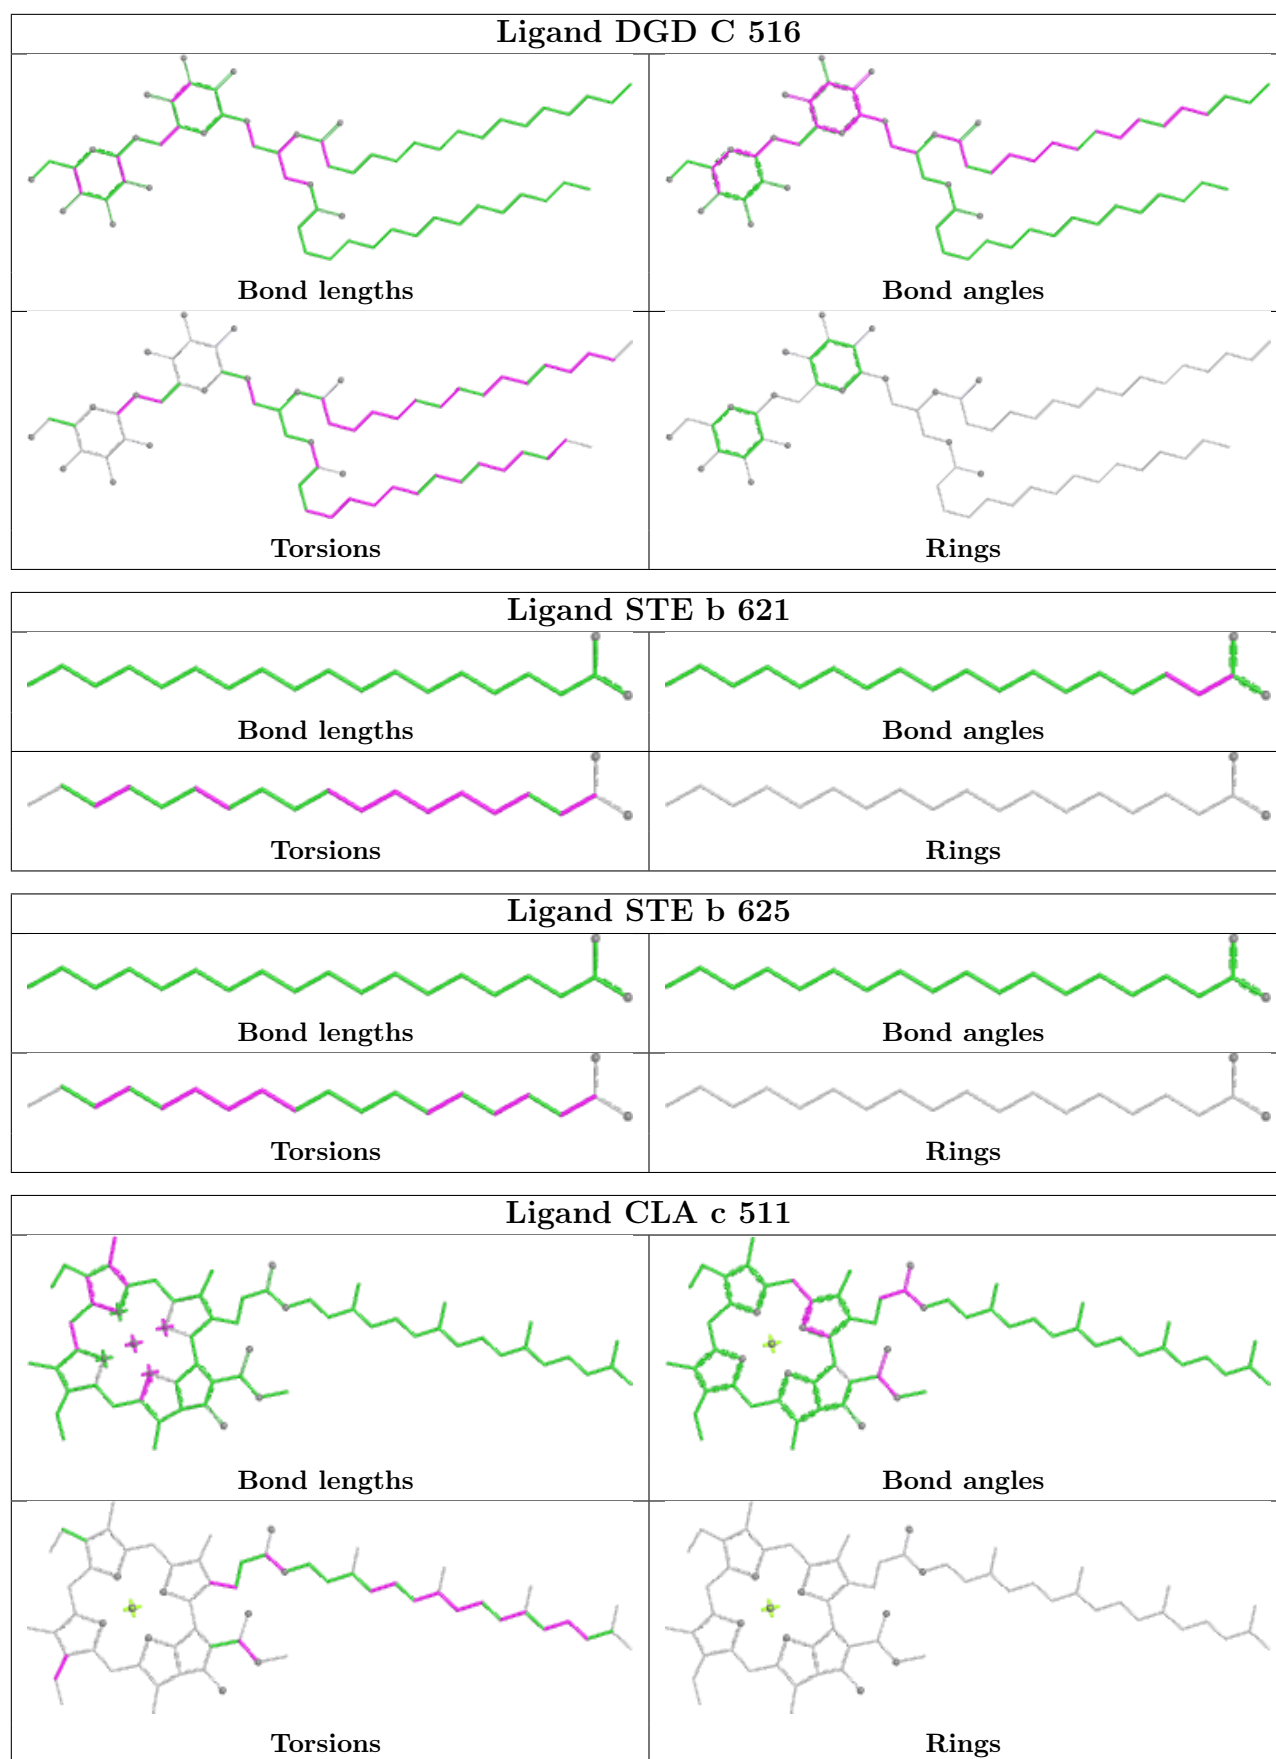 Ligand DGD C 516
Bond lengths
Bond angles
Torsions
Rings
Ligand STE b 621
Bond lengths
Bond angles
Torsions
Rings
Ligand STE b 625
Bond lengths
Bond angles
Torsions
Rings
Ligand CLA c 511
Bond lengths
Bond angles
Torsions
Rings